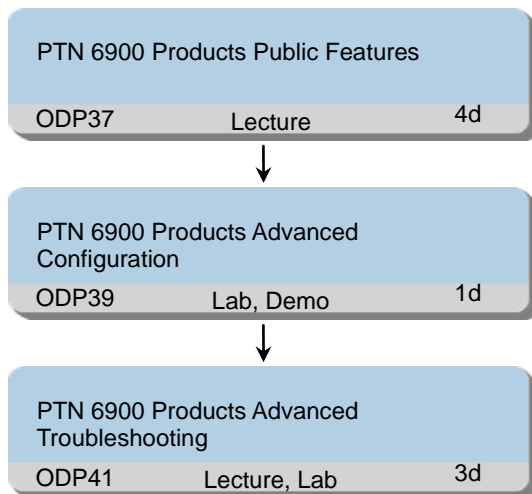 PTN 6900 Products Public Features
ODP37 Lecture 4d
PTN 6900 Products Advanced
Configuration
ODP39 Lab, Demo 1d
PTN 6900 Products Advanced
Troubleshooting
ODP41 Lecture, Lab 3d